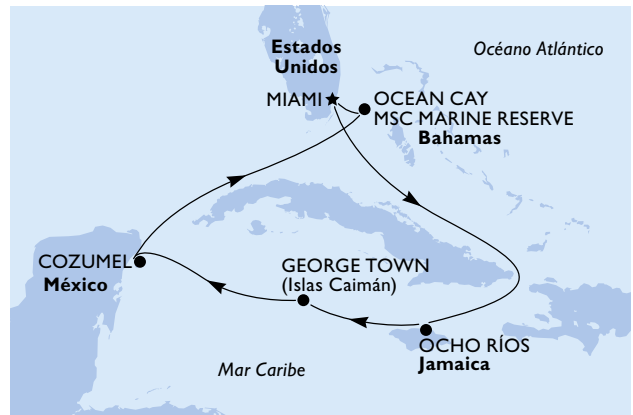 Estados
Unidos
Océano Atlántico
MIAMI
OCEAN CAY
MSC MARINE RESERVE
Bahamas
COZUMEL
México
GEORGE TOWN
(Islas Caimán)
OCHO RÍOS
Jamaica
Mar Caribe